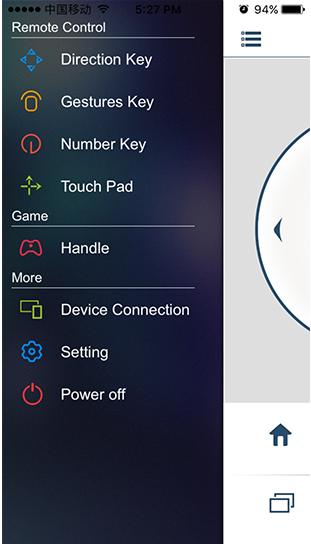 中国移动 5:27 PM 94%
Remote Control
Direction Key
Gestures Key
Number Key
Touch Pad
Game
Handle
More
Device Connection
Setting
Power off